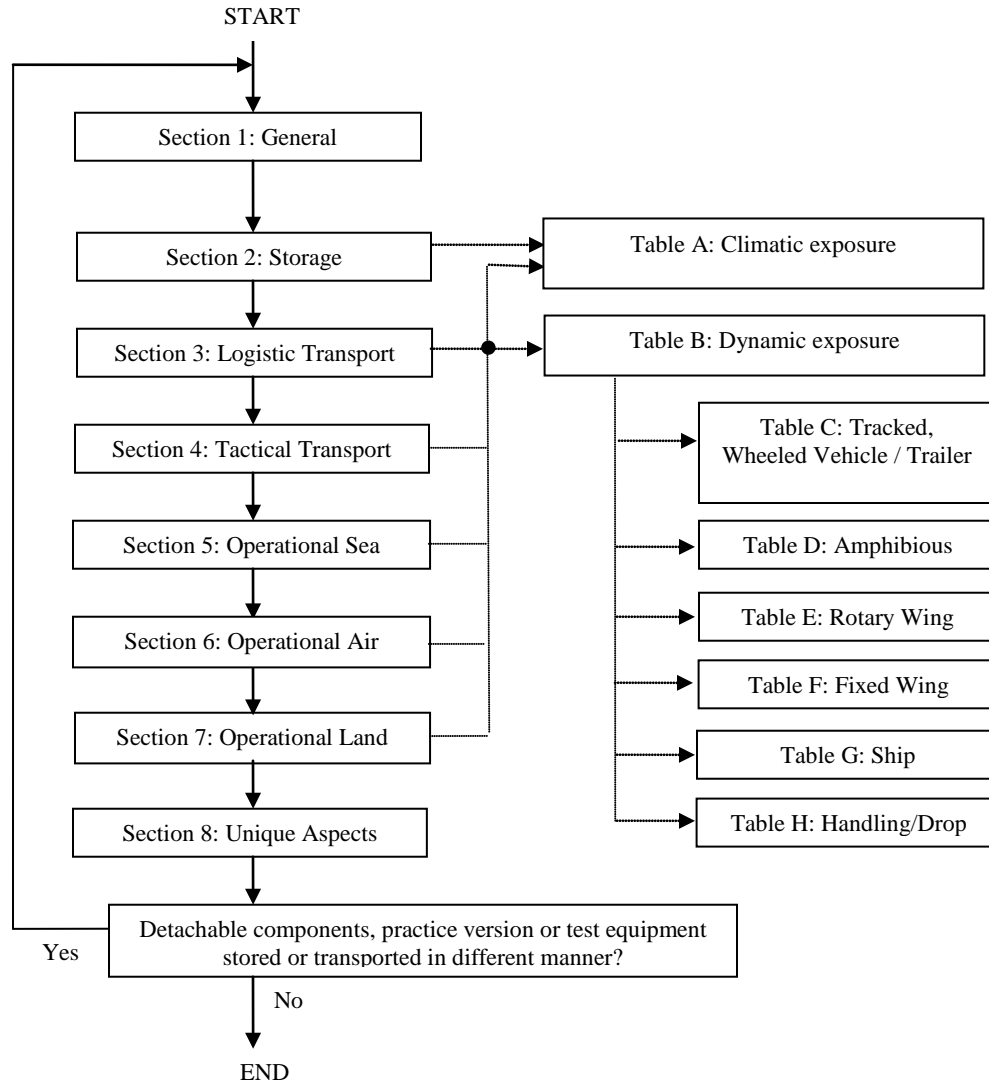 START
Section 1: General
Section 2: Storage
Table A: Climatic exposure
Section 3: Logistic Transport
Table B: Dynamic exposure
Section 4: Tactical Transport
Table C: Tracked,
Wheeled Vehicle / Trailer
Section 5: Operational Sea
Table D: Amphibious
Section 6: Operational Air
Table E: Rotary Wing
Table F: Fixed Wing
Section 7: Operational Land
Table G: Ship
Section 8: Unique Aspects
Table H: Handling/Drop
Detachable components, practice version or test equipment
stored or transported in different manner?
Yes
No
END